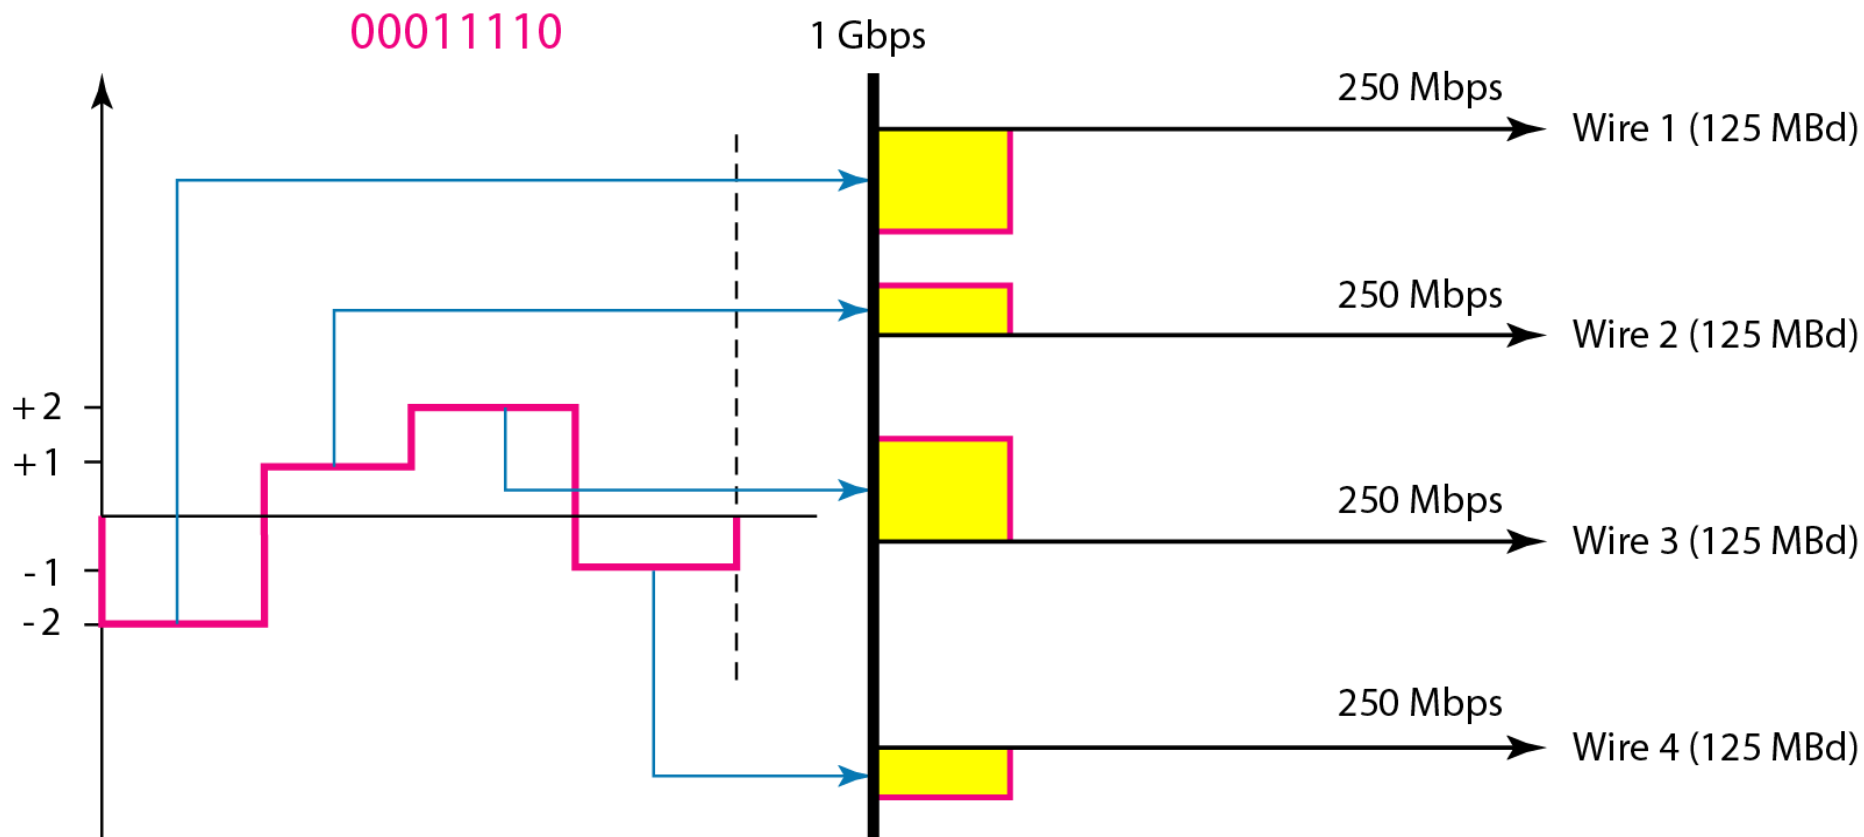 00011110
1 Gbps
250 Mbps
Wire 1 (125 MBd)
250 Mbps
Wire 2 (125 MBd)
+2
+1
250 Mbps
Wire 3 (125 MBd)
-1
-2
250 Mbps
Wire 4 (125 MBd)